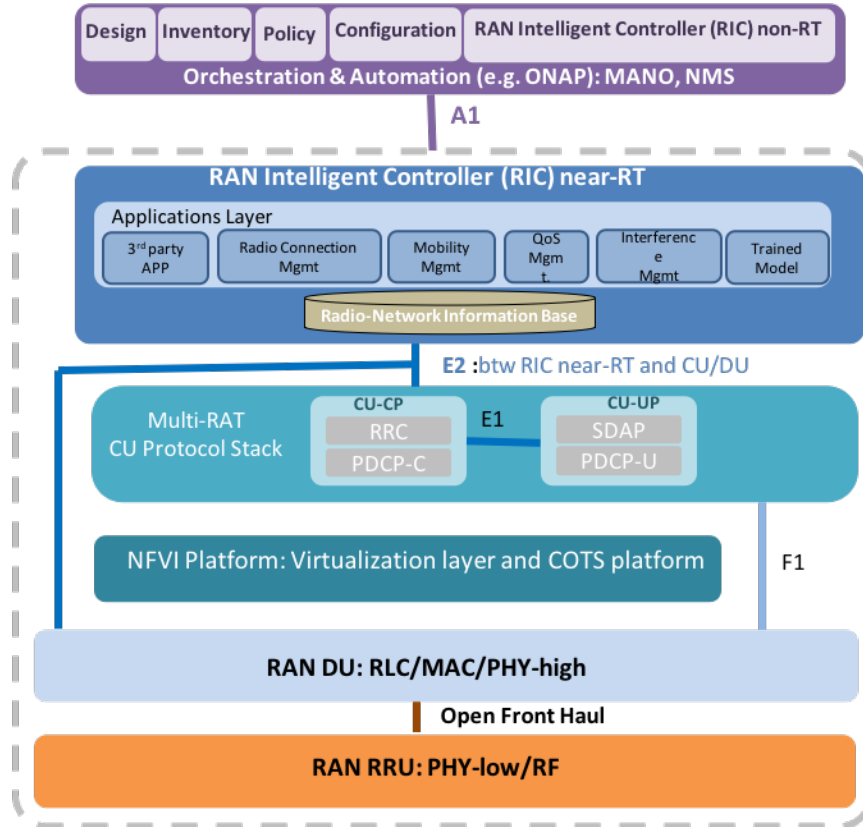 Design
Inventory
Policy
Configuration
RAN Intelligent Controller (RIC) non-RT
Orchestration & Automation (e.g. ONAP): MANO, NMS
A1
RAN Intelligent Controller (RIC) near-RT
Applications Layer
3rd party
APP
Radio Connection
Mgmt
Mobility
Mgmt
QoS
Mgm
t.
Interferenc
e
Mgmt
Trained
Model
Radio-Network Information Base
E2 :btw RIC near-RT and CU/DU
Multi-RAT
CU Protocol Stack
CU-CP
RRC
PDCP-C
E1
CU-UP
SDAP
PDCP-U
NFVI Platform: Virtualization layer and COTS platform
F1
RAN DU: RLC/MAC/PHY-high
Open Front Haul
RAN RRU: PHY-low/RF